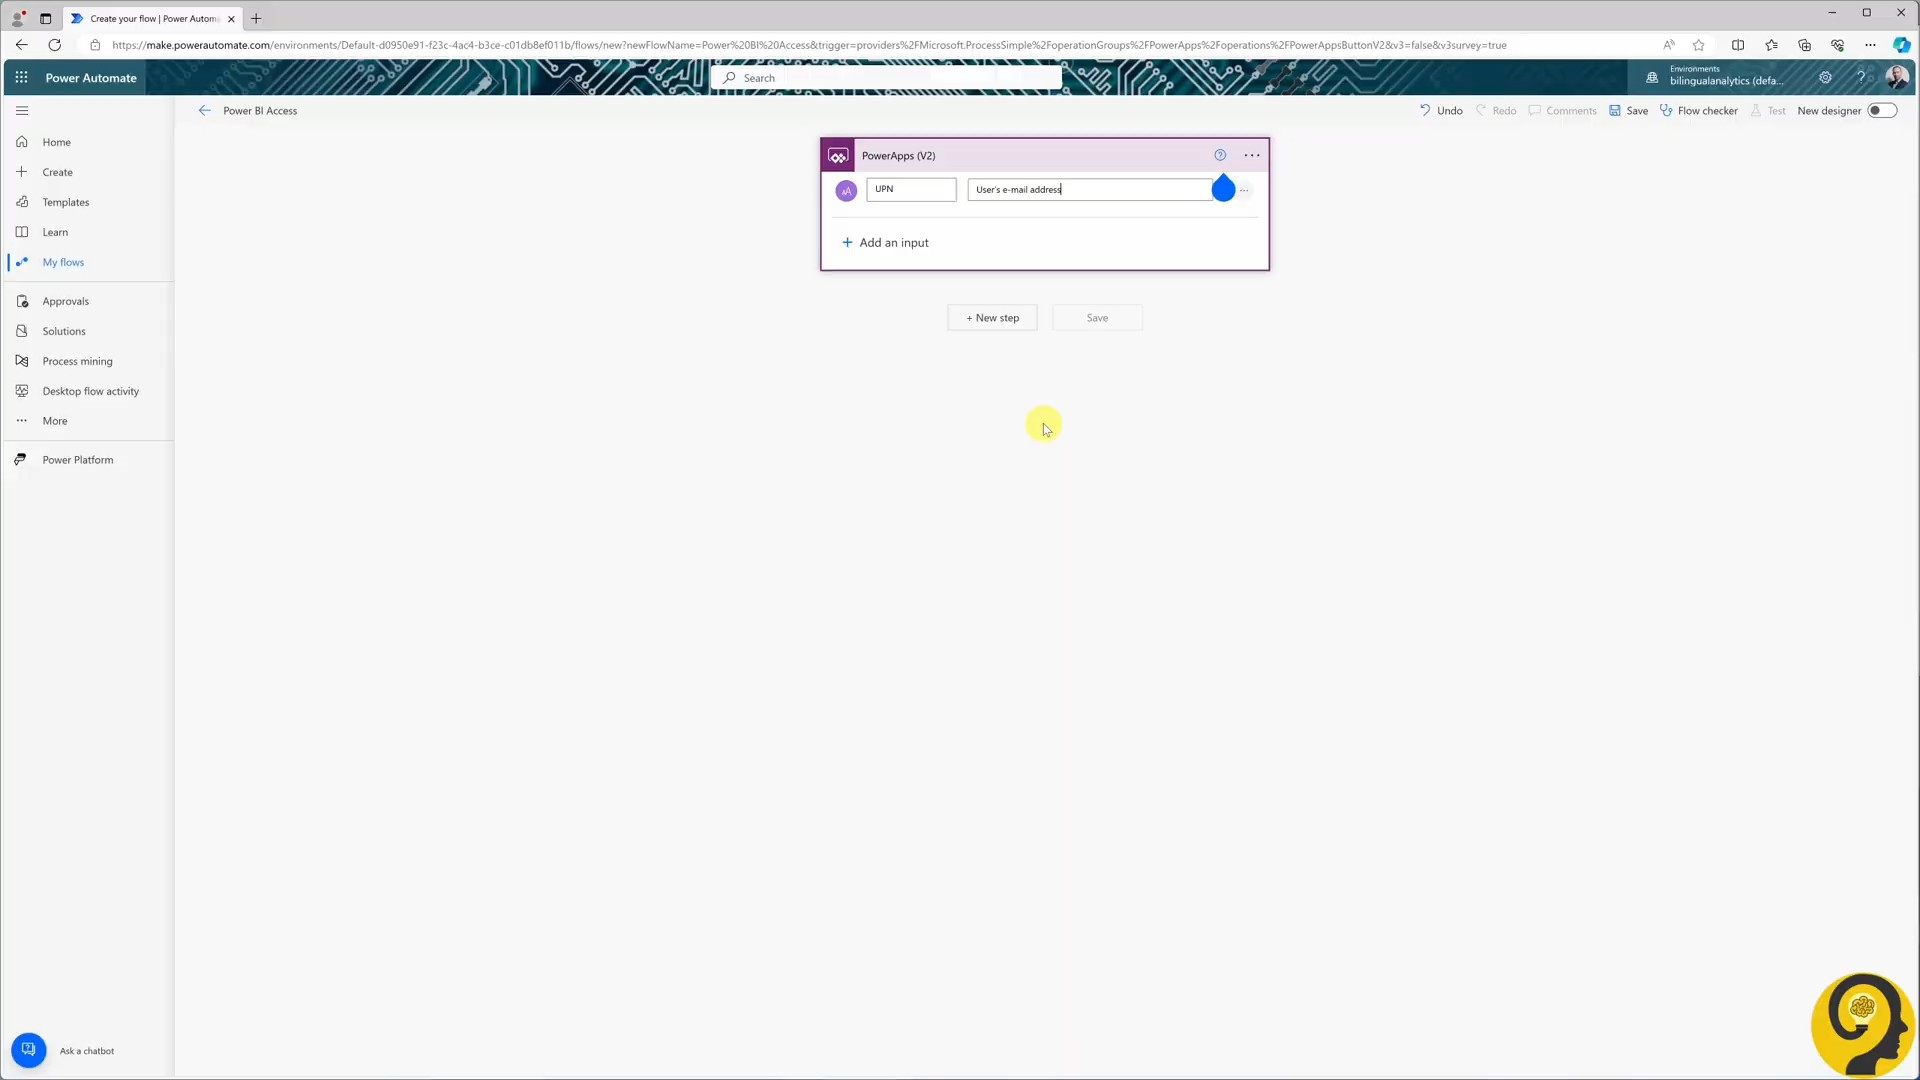 Create your flow | Power Autom
https://make.powerautomate.com/environments/Default-d0950e91-f23c-4ac4-b3ce-c01db8ef011b/flows/new?newFlowName=Power%20BI%20Access&trigger=providers%2FMicrosoft.ProcessSimple%2FoperationGroups%2FPowerApps%2Foperations%2FPowerAppsButtonV2&v3=false&v3survey=true
Power Automate
Search
Environments
bilingualanalytics (defa...
Power BI Access
Undo
Redo
Comments
Save
Flow checker
Test
New designer
Home
Create
Templates
Learn
My flows
Approvals
Solutions
Process mining
Desktop flow activity
More
Power Platform
PowerApps (V2)
UPN
User's e-mail address
+ Add an input
+ New step
Save
Ask a chatbot